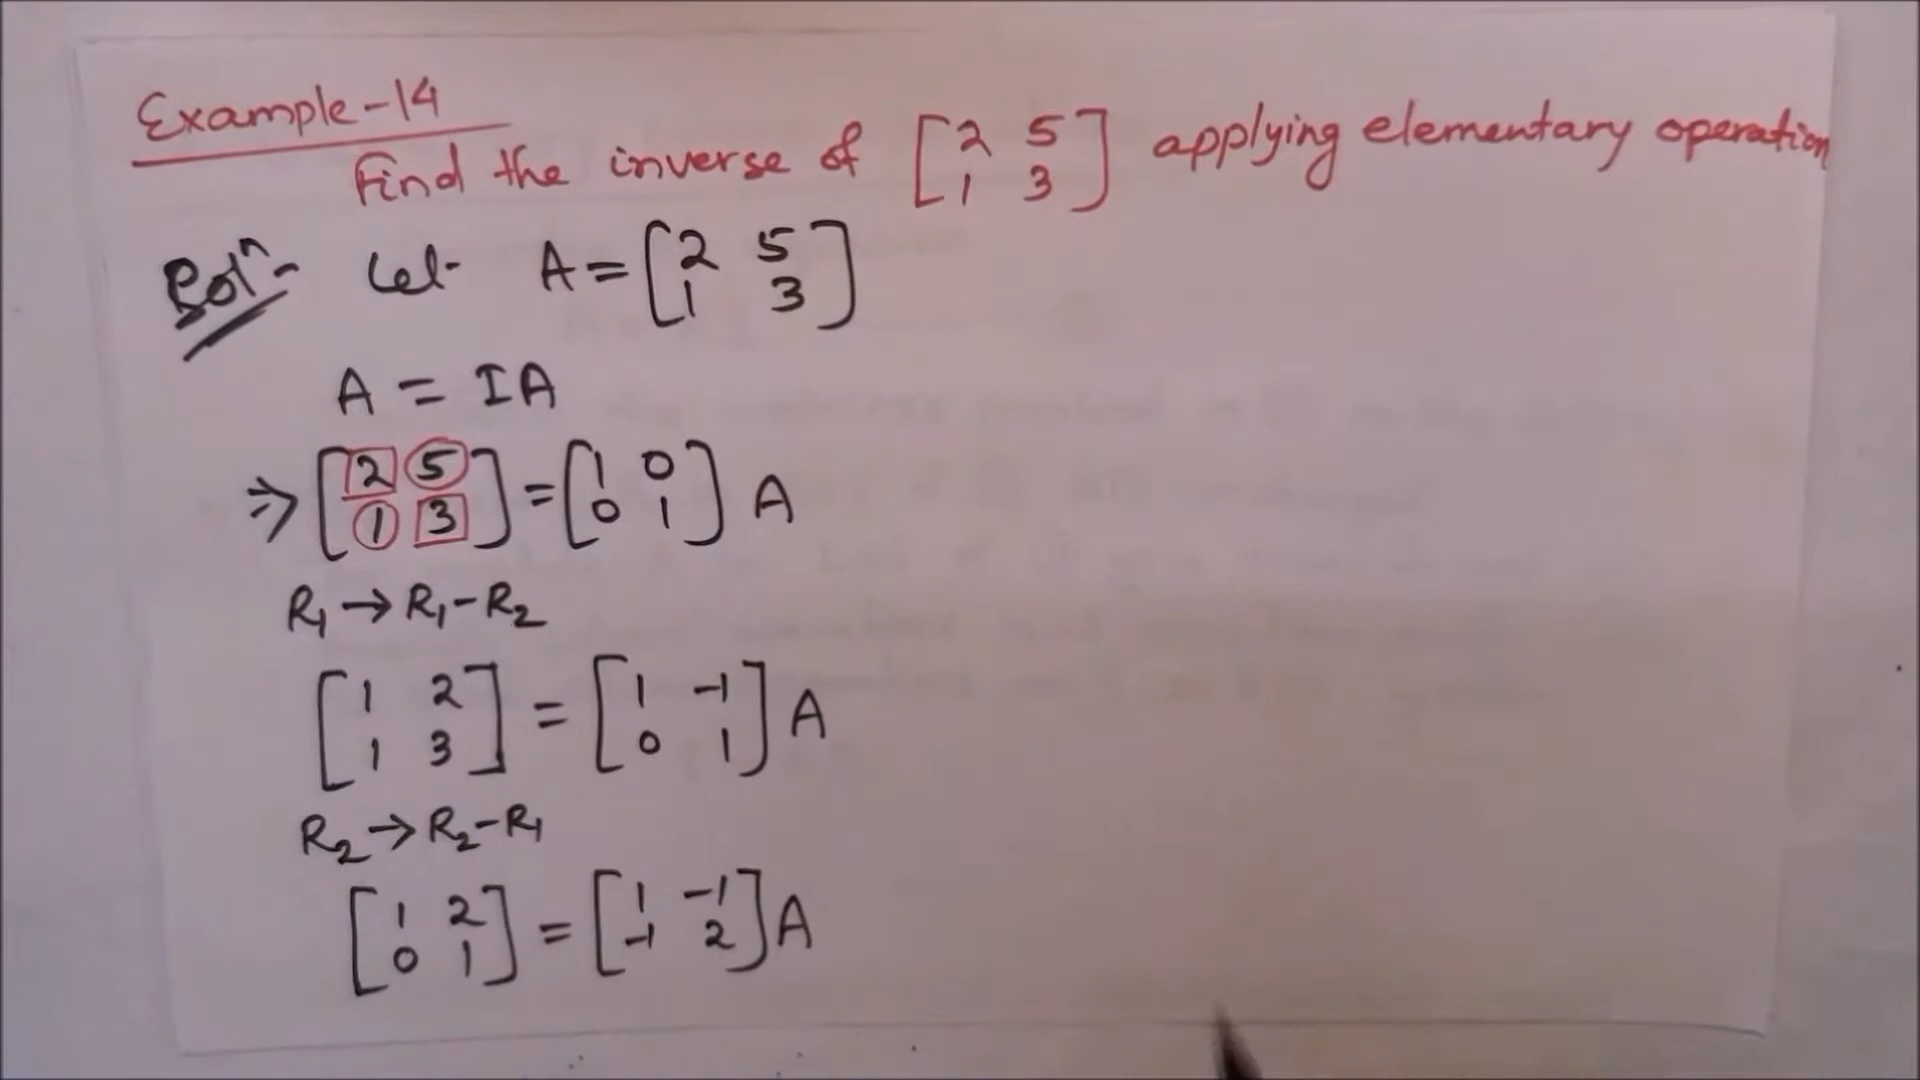 Example-14
Find the inverse of [2 5
1 3] applying elementary operation
Solⁿ- Let A = [2 5
1 3]
A = IA
⇒ [2 5
1 3] = [1 0
0 1] A
R₁ → R₁-R₂
[1 2
1 3] = [1 -1
0 1] A
R₂ → R₂-R₁
[1 2
0 1] = [1 -1
-1 2] A